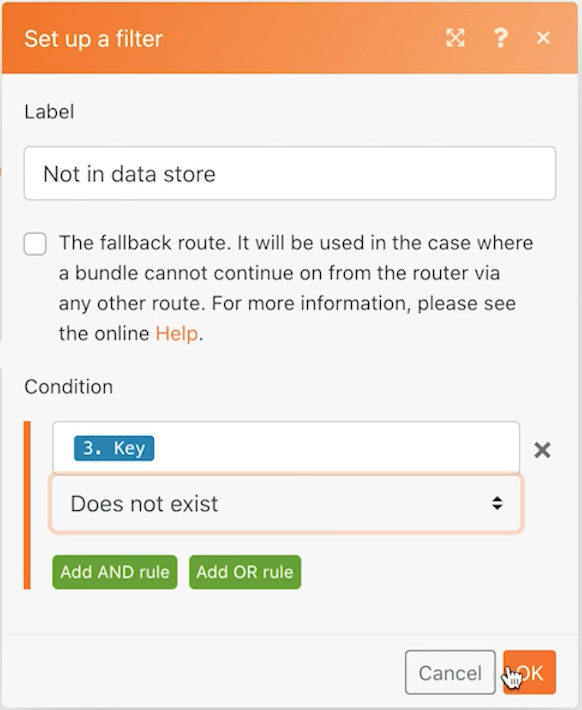 Set up a filter
?
Label
Not in data store
The fallback route. It will be used in the case where
a bundle cannot continue on from the router via
any other route. For more information, please see
the online Help.
Condition
3. Key
Does not exist
Add AND rule Add OR rule
Cancel OK